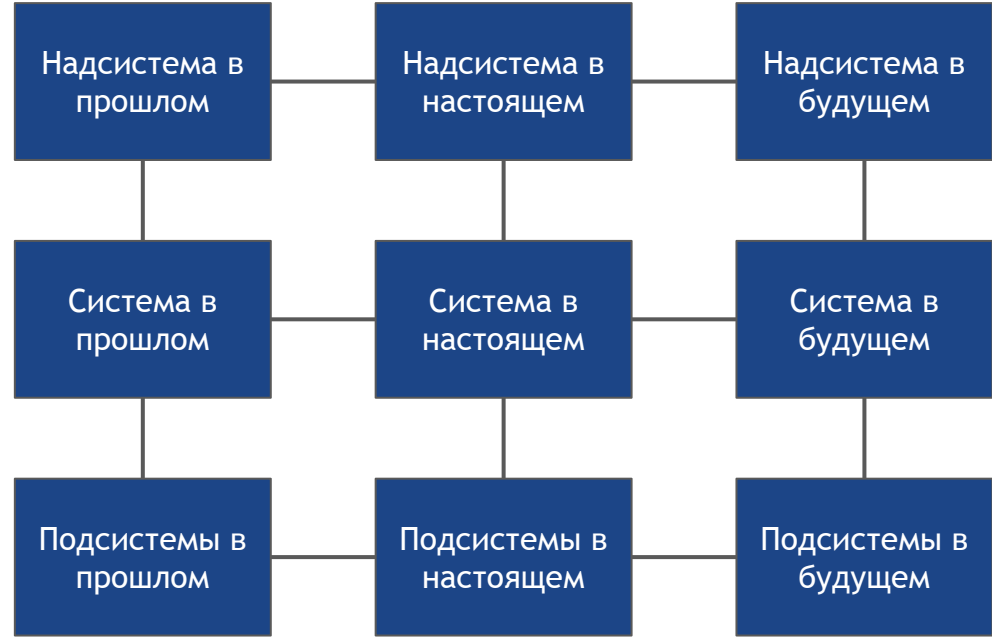 Надсистема в
прошлом
Надсистема в
настоящем
Надсистема в
будущем
Система в
прошлом
Система в
настоящем
Система в
будущем
Подсистемы в
прошлом
Подсистемы в
настоящем
Подсистемы в
будущем